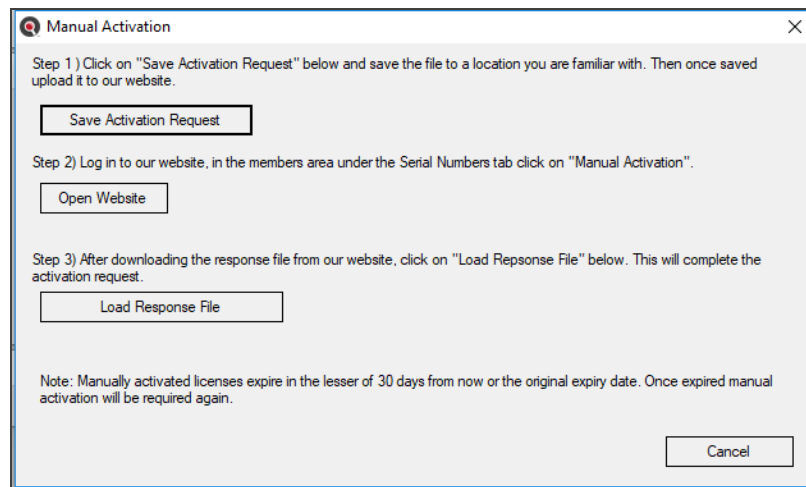 Manual Activation
Step 1 ) Click on "Save Activation Request" below and save the file to a location you are familiar with. Then once saved
upload it to our website.
Save Activation Request
Step 2) Log in to our website, in the members area under the Serial Numbers tab click on "Manual Activation".
Open Website
Step 3) After downloading the response file from our website, click on "Load Repsonse File" below. This will complete the
activation request.
Load Response File
Note: Manually activated licenses expire in the lesser of 30 days from now or the original expiry date. Once expired manual
activation will be required again.
Cancel